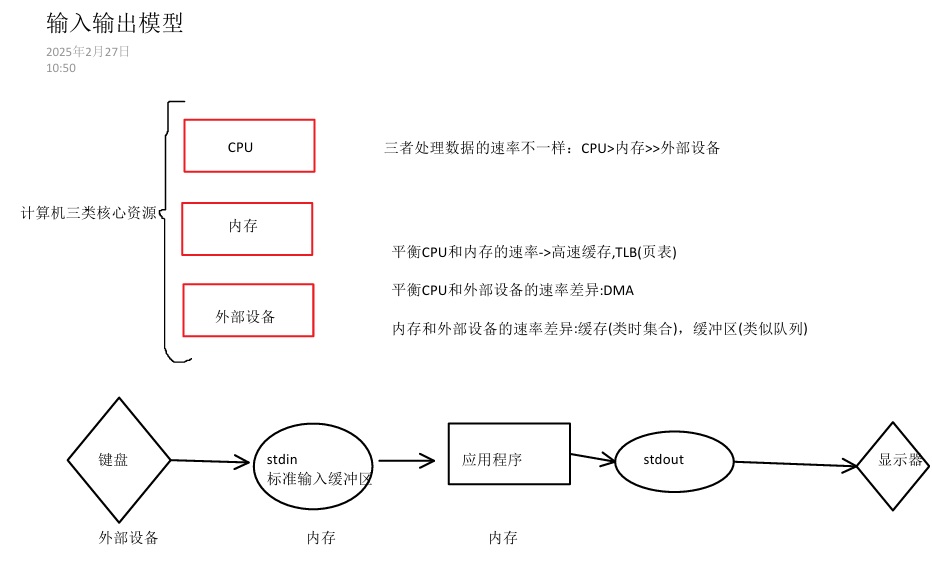 输入输出模型
2025年2月27日
10:50
CPU
三者处理数据的速率不一样：CPU>内存>>外部设备
计算机三类核心资源
内存
平衡CPU和内存的速率->高速缓存,TLB(页表)
平衡CPU和外部设备的速率差异:DMA
外部设备
内存和外部设备的速率差异:缓存(类时集合)，缓冲区(类似队列)
键盘
stdin
标准输入缓冲区
应用程序
stdout
显示器
外部设备
内存
内存